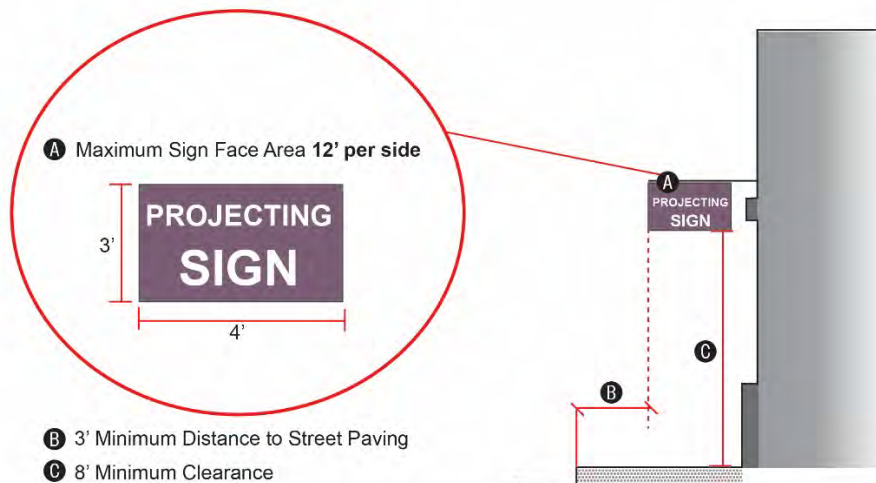 A Maximum Sign Face Area 12' per side
PROJECTING
SIGN
3'
4'
B 3' Minimum Distance to Street Paving
C 8' Minimum Clearance
A
PROJECTING
SIGN
C
B